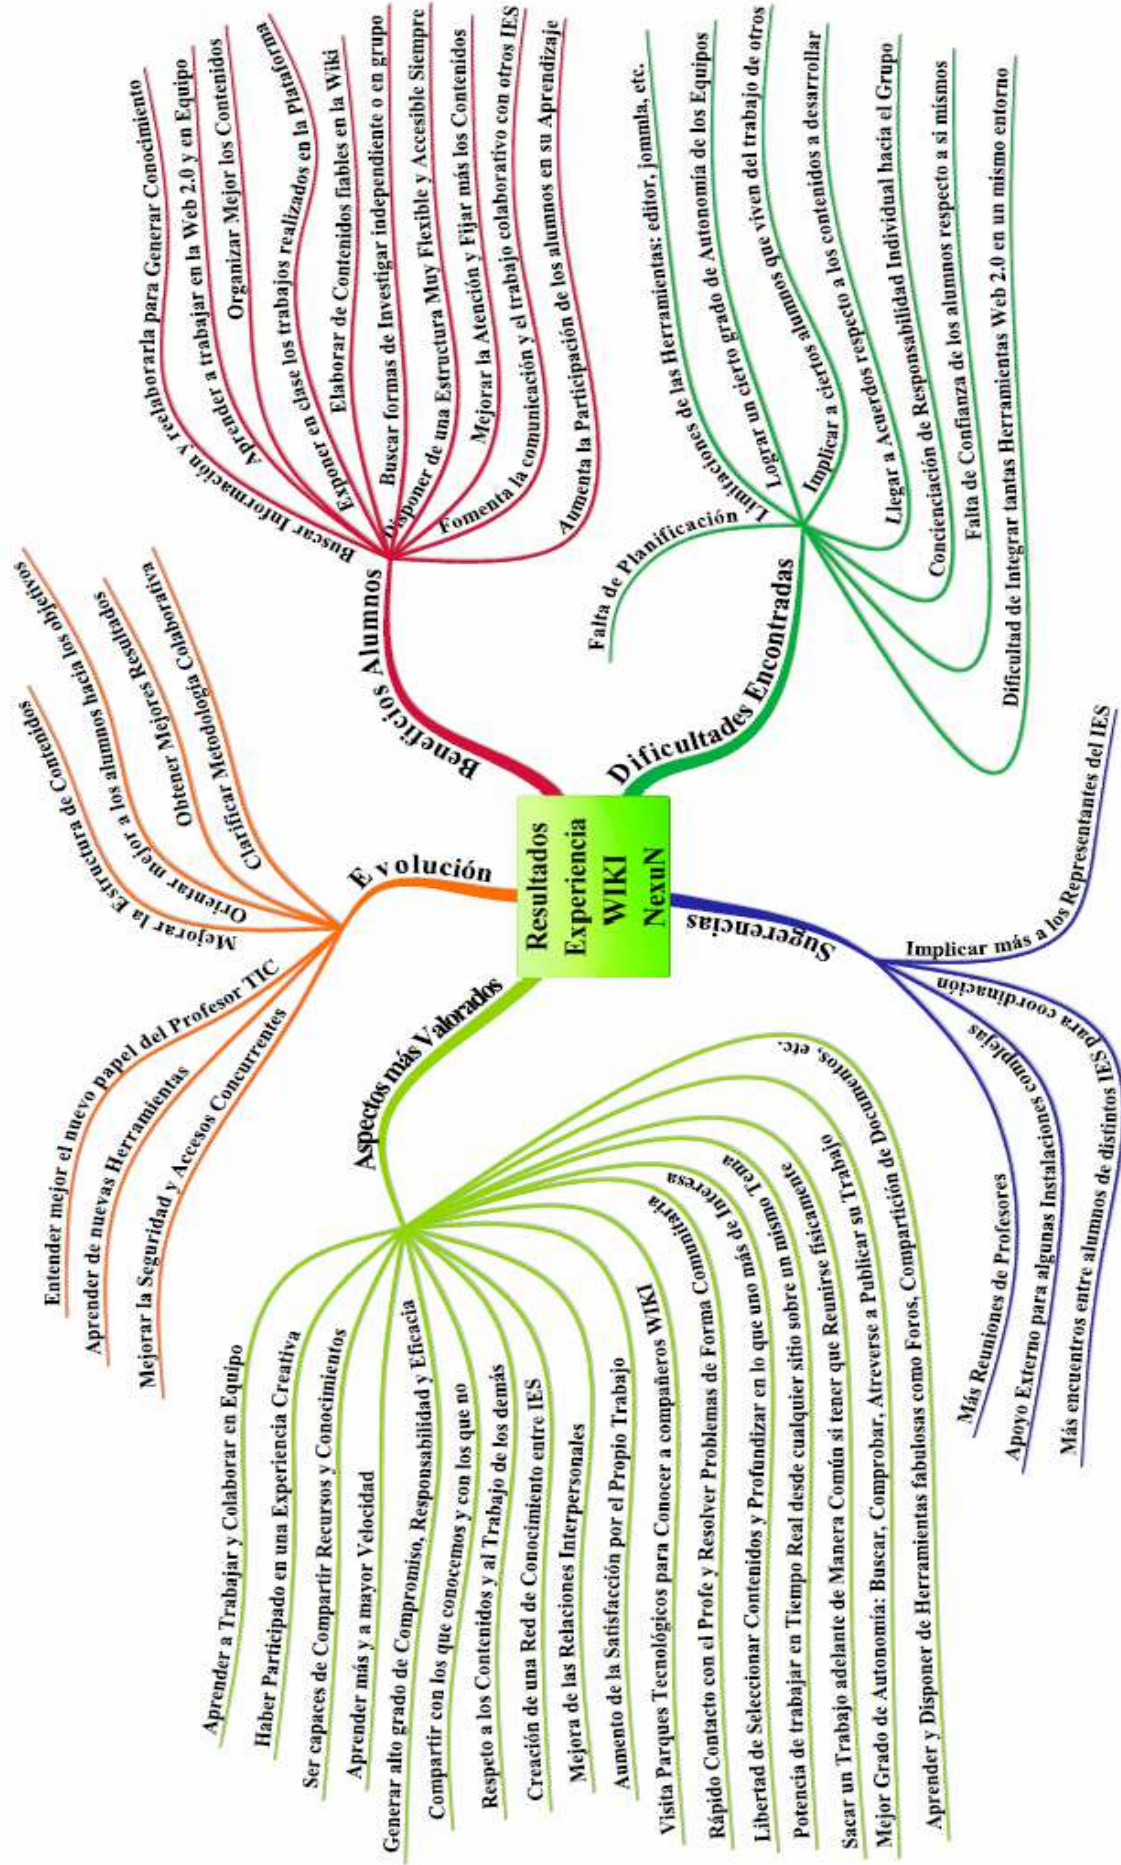 Resultados
Experiencia
WIKI
NexuN
Beneficios Alumnos
Buscar Información y reelaborarla para Generar Conocimiento
Aprender a trabajar en la Web 2.0 y en Equipo
Organizar Mejor los Contenidos
Exponer en clase los trabajos realizados en la Plataforma
Elaborar de Contenidos fiables en la Wiki
Buscar formas de Investigar independiente o en grupo
Disponer de una Estructura Muy Flexible y Accesible Siempre
Mejorar la Atención y Fijar más los Contenidos
Fomenta la comunicación y el trabajo colaborativo con otros IES
Aumenta la Participación de los alumnos en su Aprendizaje
Dificultades Encontradas
Falta de Planificación
Limitaciones de las Herramientas: editor, jommla, etc.
Lograr un cierto grado de Autonomía de los Equipos
Implicar a ciertos alumnos que viven del trabajo de otros
Llegar a Acuerdos respecto a los contenidos a desarrollar
Concienciación de Responsabilidad Individual hacia el Grupo
Falta de Confianza de los alumnos respecto a si mismos
Dificultad de Integrar tantas Herramientas Web 2.0 en un mismo entorno
Sugerencias
Implicar más a los Representantes del IES
Más encuentros entre alumnos de distintos IES para coordinación
Apoyo Externo para algunas Instalaciones complejas
Más Reuniones de Profesores
Aspectos más Valorados
Aprender a Trabajar y Colaborar en Equipo
Haber Participado en una Experiencia Creativa
Ser capaces de Compartir Recursos y Conocimientos
Aprender más y a mayor Velocidad
Generar alto grado de Compromiso, Responsabilidad y Eficacia
Compartir con los que conocemos y con los que no
Respeto a los Contenidos y al Trabajo de los demás
Creación de una Red de Conocimiento entre IES
Mejora de las Relaciones Interpersonales
Aumento de la Satisfacción por el Propio Trabajo
Visita Parques Tecnológicos para Conocer a compañeros WIKI
Rápido Contacto con el Profe y Resolver Problemas de Forma Comunitaria
Libertad de Seleccionar Contenidos y Profundizar en lo que uno más de Interesa
Potencia de trabajar en Tiempo Real desde cualquier sitio sobre un mismo Tema
Sacar un Trabajo adelante de Manera Común si tener que Reunirse físicamente
Mejor Grado de Autonomía: Buscar, Comprobar, Atreverse a Publicar su Trabajo
Aprender y Disponer de Herramientas fabulosas como Foros, Compartición de Documentos, etc.
Evolución
Mejorar la Seguridad y Accesos Concurrentes
Aprender de nuevas Herramientas
Entender mejor el nuevo papel del Profesor TIC
Mejorar la Estructura de Contenidos
Orientar mejor a los alumnos hacia los objetivos
Obtener Mejores Resultados
Clarificar Metodología Colaborativa